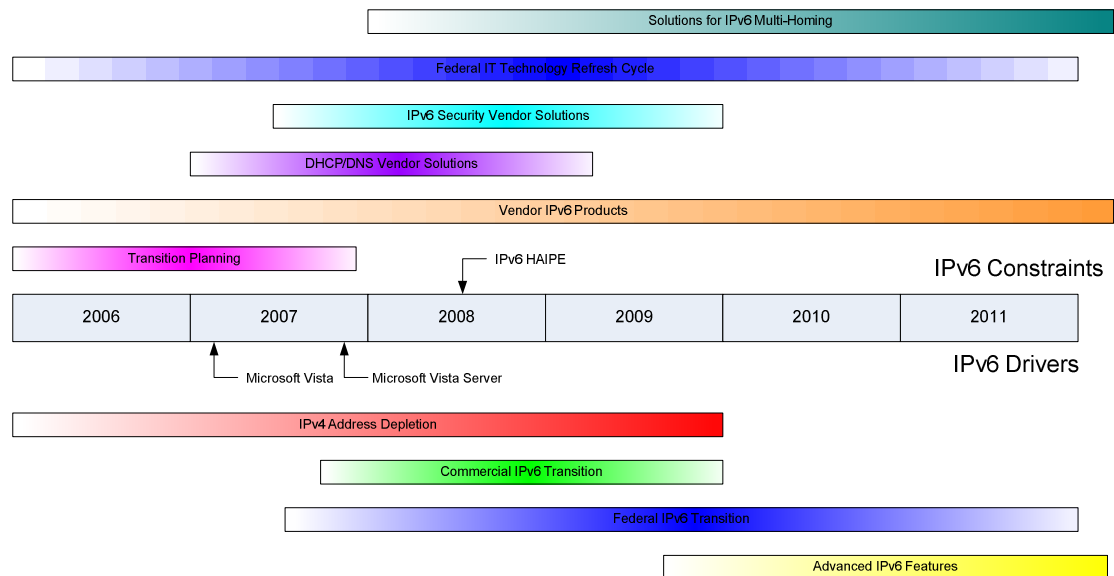 Solutions for IPv6 Multi-Homing
Federal IT Technology Refresh Cycle
IPv6 Security Vendor Solutions
DHCP/DNS Vendor Solutions
Vendor IPv6 Products
Transition Planning
IPv6 HAIPE
IPv6 Constraints
2006 2007 2008 2009 2010 2011
IPv6 Drivers
Microsoft Vista
Microsoft Vista Server
IPv4 Address Depletion
Commercial IPv6 Transition
Federal IPv6 Transition
Advanced IPv6 Features